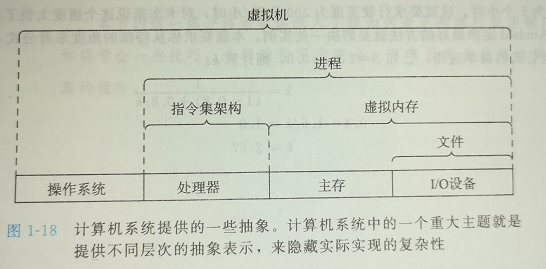 虚拟机
进程
指令集架构 虚拟内存
文件
操作系统 处理器 主存 I/O设备
图 1-18 计算机系统提供的一些抽象。计算机系统中的一个重大主题就是
提供不同层次的抽象表示，来隐藏实际实现的复杂性